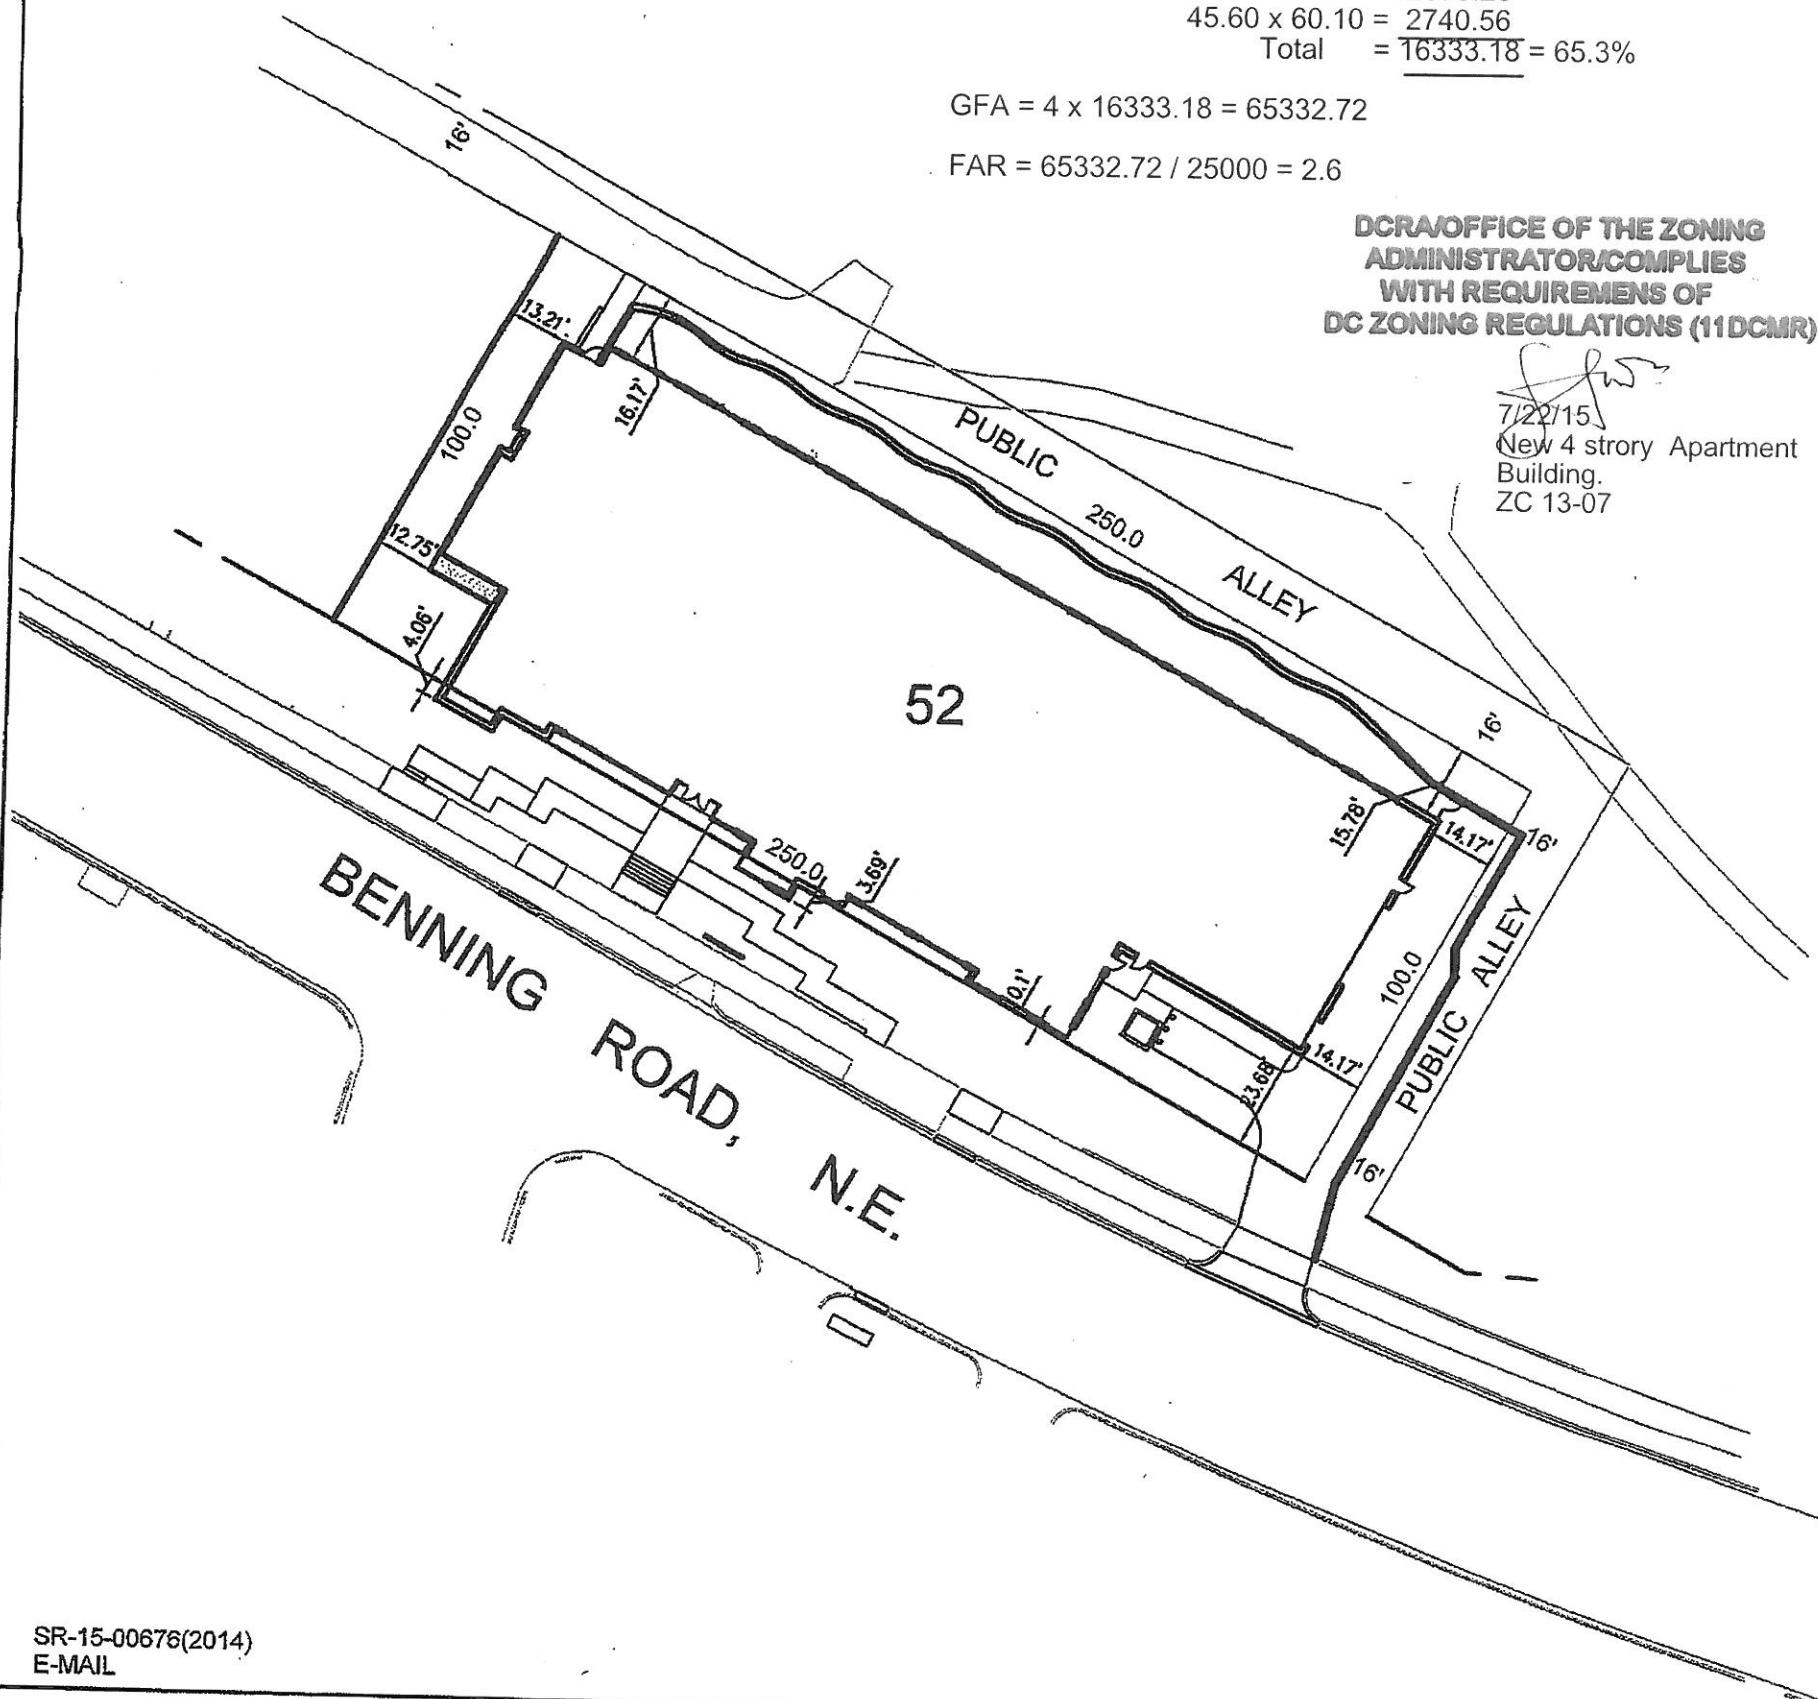 45.60 x 60.10 = 2740.56
Total = 16333.18 = 65.3%
GFA = 4 x 16333.18 = 65332.72
FAR = 65332.72 / 25000 = 2.6
DCRA/OFFICE OF THE ZONING
ADMINISTRATOR/COMPLIES
WITH REQUIREMENS OF
DC ZONING REGULATIONS (11DCMR)
7/22/15
New 4 strory Apartment
Building.
ZC 13-07
16'
13.21'
16.17'
100.0
12.75'
4.06'
PUBLIC
250.0
ALLEY
16'
52
15.78'
14.17'
16'
250.0
3.69'
0.1'
100.0
PUBLIC ALLEY
14.17'
23.68'
16'
BENNING
ROAD,
N.E.
SR-15-00676(2014)
E-MAIL